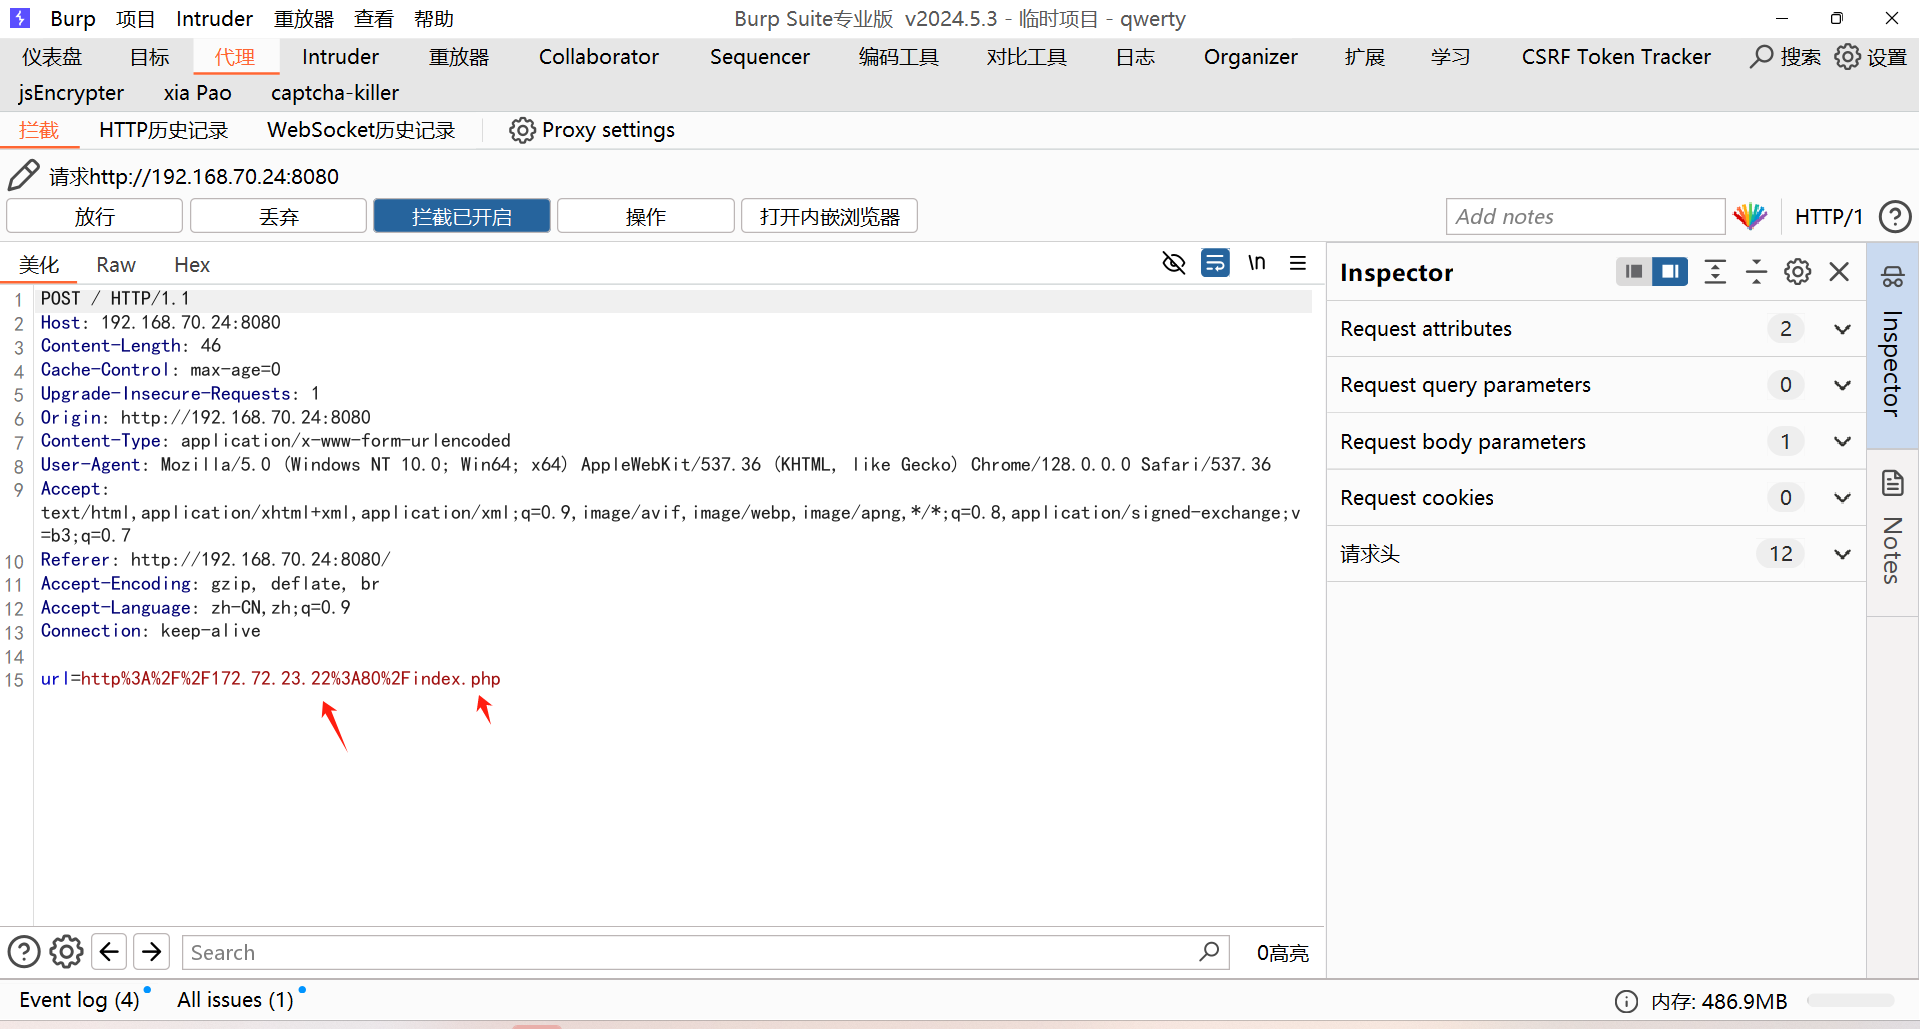 Burp 项目 Intruder 重放器 查看 帮助 Burp Suite专业版 v2024.5.3 - 临时项目 - qwerty
仪表盘 目标 代理 Intruder 重放器 Collaborator Sequencer 编码工具 对比工具 日志 Organizer 扩展 学习 CSRF Token Tracker 搜索 设置
jsEncrypter xia Pao captcha-killer
拦截 HTTP历史记录 WebSocket历史记录 Proxy settings
请求http://192.168.70.24:8080
放行 丢弃 拦截已开启 操作 打开内嵌浏览器 Add notes HTTP/1
美化 Raw Hex \n
1 POST / HTTP/1.1
2 Host: 192.168.70.24:8080
3 Content-Length: 46
4 Cache-Control: max-age=0
5 Upgrade-Insecure-Requests: 1
6 Origin: http://192.168.70.24:8080
7 Content-Type: application/x-www-form-urlencoded
8 User-Agent: Mozilla/5.0 (Windows NT 10.0; Win64; x64) AppleWebKit/537.36 (KHTML, like Gecko) Chrome/128.0.0.0 Safari/537.36
9 Accept:
text/html,application/xhtml+xml,application/xml;q=0.9,image/avif,image/webp,image/apng,*/*;q=0.8,application/signed-exchange;v
=b3;q=0.7
10 Referer: http://192.168.70.24:8080/
11 Accept-Encoding: gzip, deflate, br
12 Accept-Language: zh-CN,zh;q=0.9
13 Connection: keep-alive
14
15 url=http%3A%2F%2F172.72.23.22%3A80%2Findex.php
Inspector
Request attributes 2
Request query parameters 0
Request body parameters 1
Request cookies 0
请求头 12
Inspector
Notes
Search 0高亮
Event log (4) All issues (1) 内存: 486.9MB